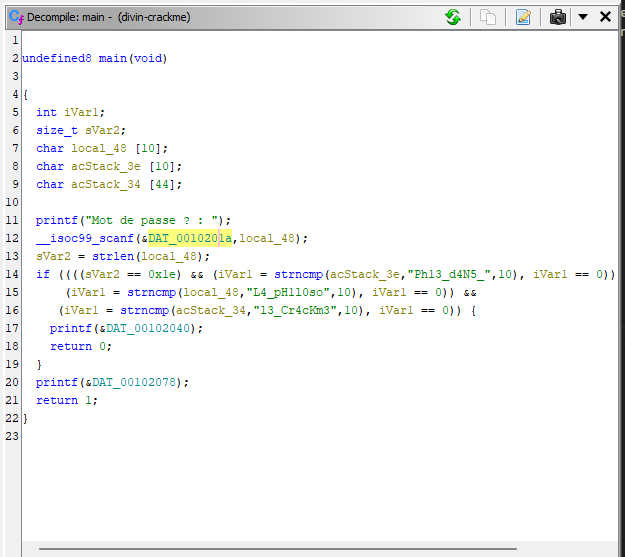 Decompile: main - (divin-crackme)
1
2 undefined8 main(void)
3
4 {
5 int iVar1;
6 size_t sVar2;
7 char local_48 [10];
8 char acStack_3e [10];
9 char acStack_34 [44];
10
11 printf("Mot de passe ? : ");
12 __isoc99_scanf(&DAT_0010201a,local_48);
13 sVar2 = strlen(local_48);
14 if ((((sVar2 == 0x1e) && (iVar1 = strncmp(acStack_3e,"Ph13_d4N5_",10), iVar1 == 0))
15 (iVar1 = strncmp(local_48,"L4_pH1l0so",10), iVar1 == 0)) &&
16 (iVar1 = strncmp(acStack_34,"l3_Cr4cKm3",10), iVar1 == 0)) {
17 printf(&DAT_00102040);
18 return 0;
19 }
20 printf(&DAT_00102078);
21 return 1;
22 }
23